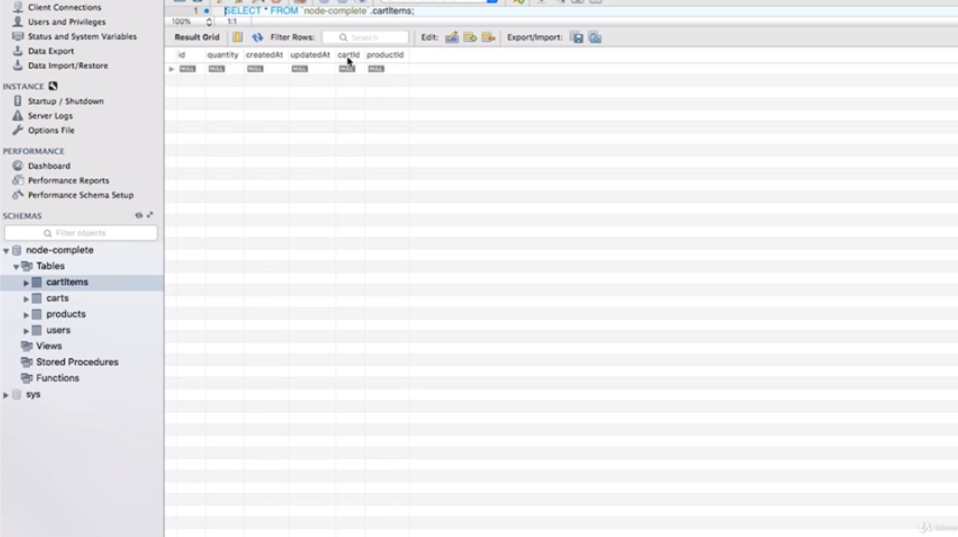 Client Connections
Users and Privileges
Status and System Variables
Data Export
Data Import/Restore
INSTANCE
Startup / Shutdown
Server Logs
Options File
PERFORMANCE
Dashboard
Performance Reports
Performance Schema Setup
SCHEMAS
Filter objects
node-complete
Tables
cartItems
carts
products
users
Views
Stored Procedures
Functions
sys
1 SELECT * FROM `node-complete`.cartItems;
100% 1:1
Result Grid Filter Rows: Search Edit: Export/Import:
id quantity createdAt updatedAt cartId productId
NULL NULL NULL NULL NULL NULL
Udemy